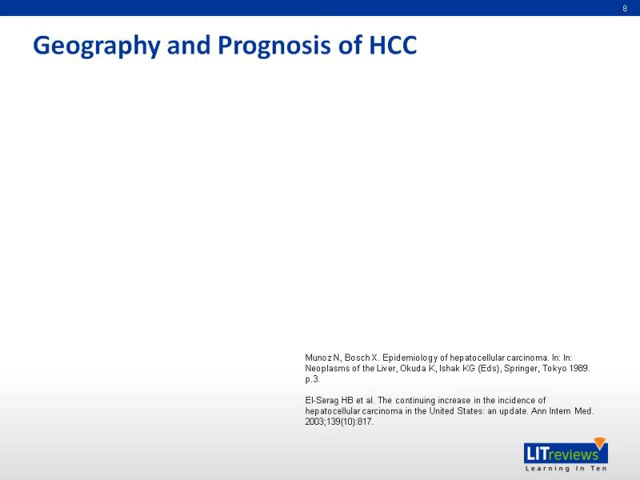 8
Geography and Prognosis of HCC
Munoz N, Bosch X. Epidemiology of hepatocellular carcinoma. In: In:
Neoplasms of the Liver, Okuda K, Ishak KG (Eds), Springer, Tokyo 1989.
p.3.
El-Serag HB et al. The continuing increase in the incidence of
hepatocellular carcinoma in the United States: an update. Ann Intern Med.
2003;139(10):817.
LITreviews
Learning In Ten